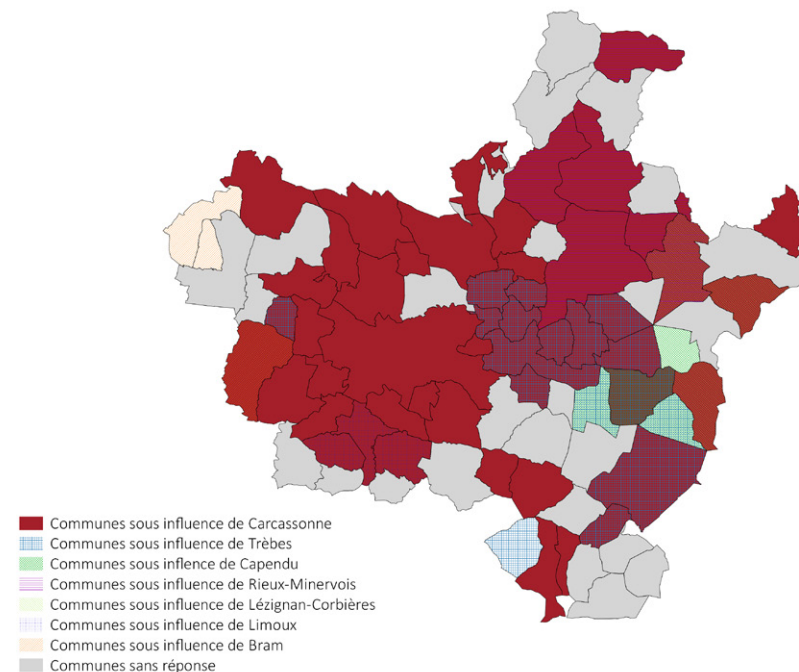 Communes sous influence de Carcassonne
Communes sous influence de Trèbes
Communes sous inflence de Capendu
Communes sous influence de Rieux-Minervois
Communes sous influence de Lézignan-Corbières
Communes sous influence de Limoux
Communes sous influence de Bram
Communes sans réponse